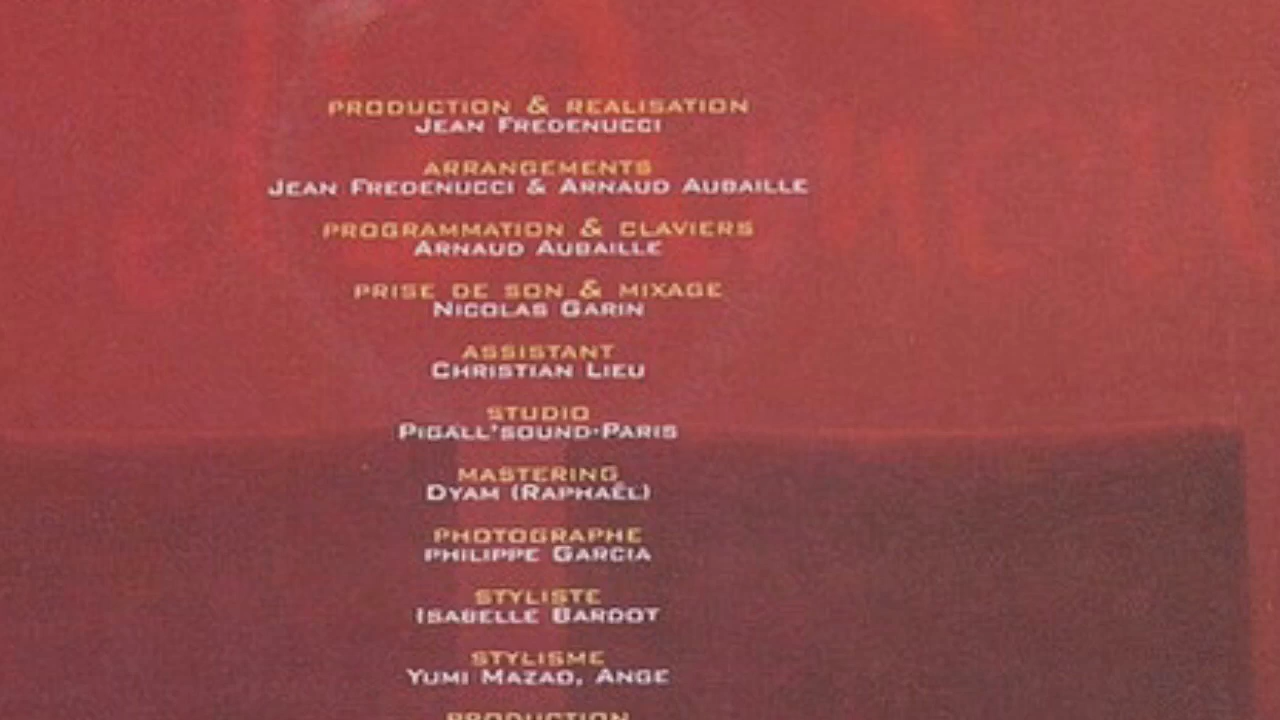 PRODUCTION & REALISATION
JEAN FREDENUCCI
ARRANGEMENTS
JEAN FREDENUCCI & ARNAUD AUBAILLE
PROGRAMMATION & CLAVIERS
ARNAUD AUBAILLE
PRISE DE SON & MIXAGE
NICOLAS GARIN
ASSISTANT
CHRISTIAN LIEU
STUDIO
PIGALL'SOUND·PARIS
MASTERING
DYAM (RAPHAËL)
PHOTOGRAPHE
PHILIPPE GARCIA
STYLISTE
ISABELLE BARDOT
STYLISME
YUMI MAZAO, ANGE
PRODUCTION